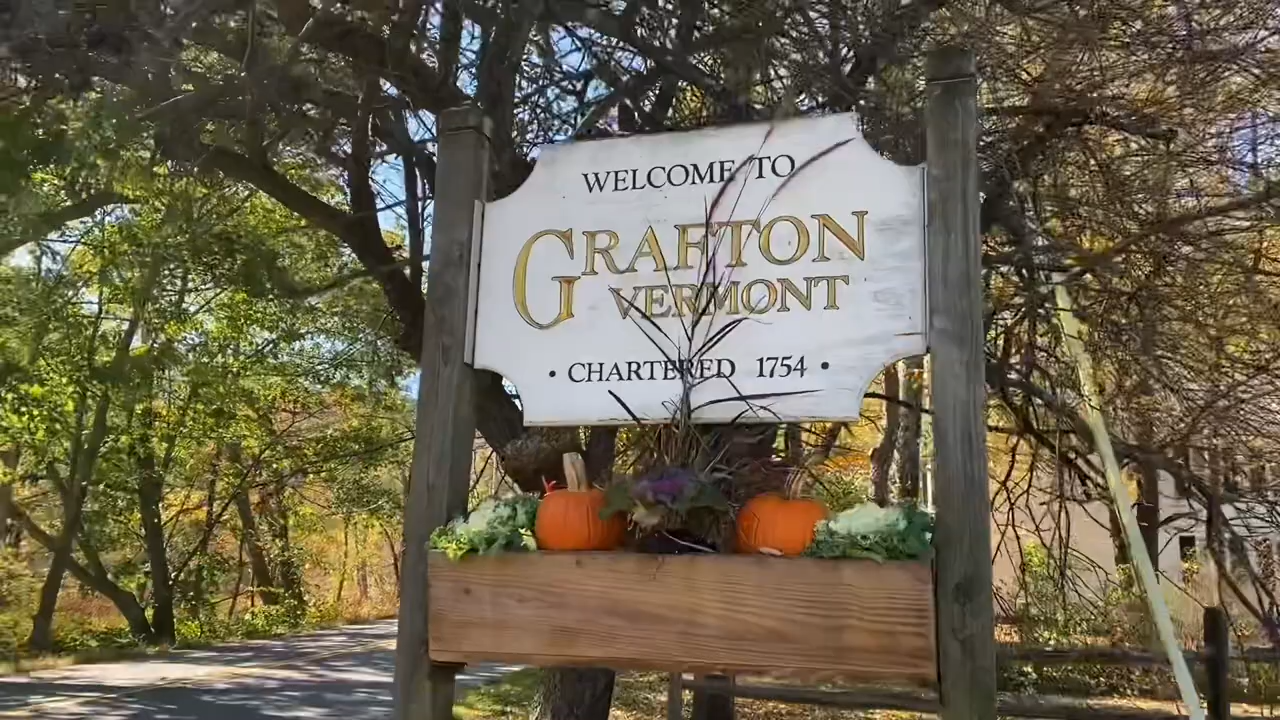 WELCOME TO
GRAFTON
VERMONT
• CHARTERED 1754 •